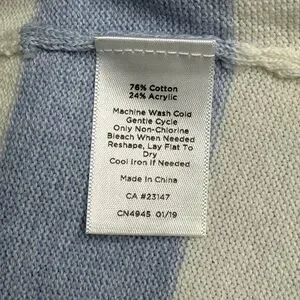 76% Cotton
24% Acrylic
Machine Wash Cold
Gentle Cycle
Only Non-Chlorine
Bleach When Needed
Reshape, Lay Flat To
Dry
Cool Iron If Needed
Made in China
CA #23147
CN4945 01/19